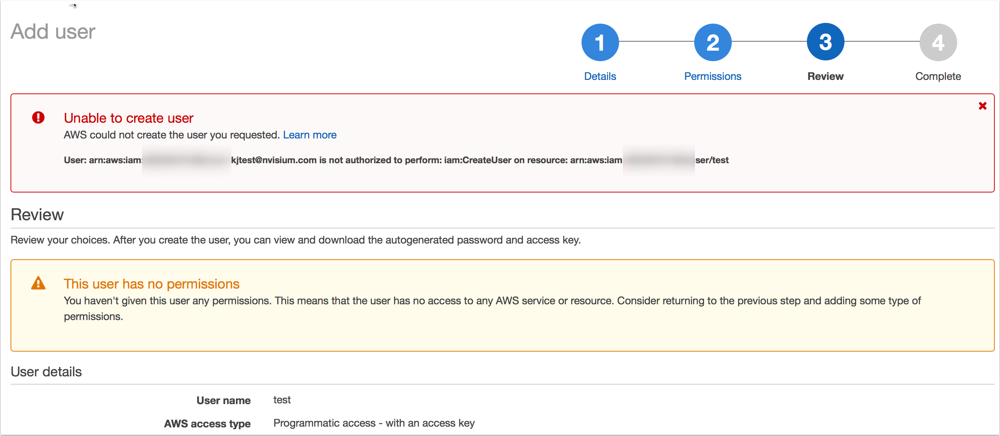 Add user
1 2 3 4
Details Permissions Review Complete
Unable to create user
AWS could not create the user you requested. Learn more
User: arn:aws:iam: kjtest@nvisium.com is not authorized to perform: iam:CreateUser on resource: arn:aws:iam ser/test
Review
Review your choices. After you create the user, you can view and download the autogenerated password and access key.
This user has no permissions
You haven't given this user any permissions. This means that the user has no access to any AWS service or resource. Consider returning to the previous step and adding some type of
permissions.
User details
User name test
AWS access type Programmatic access - with an access key